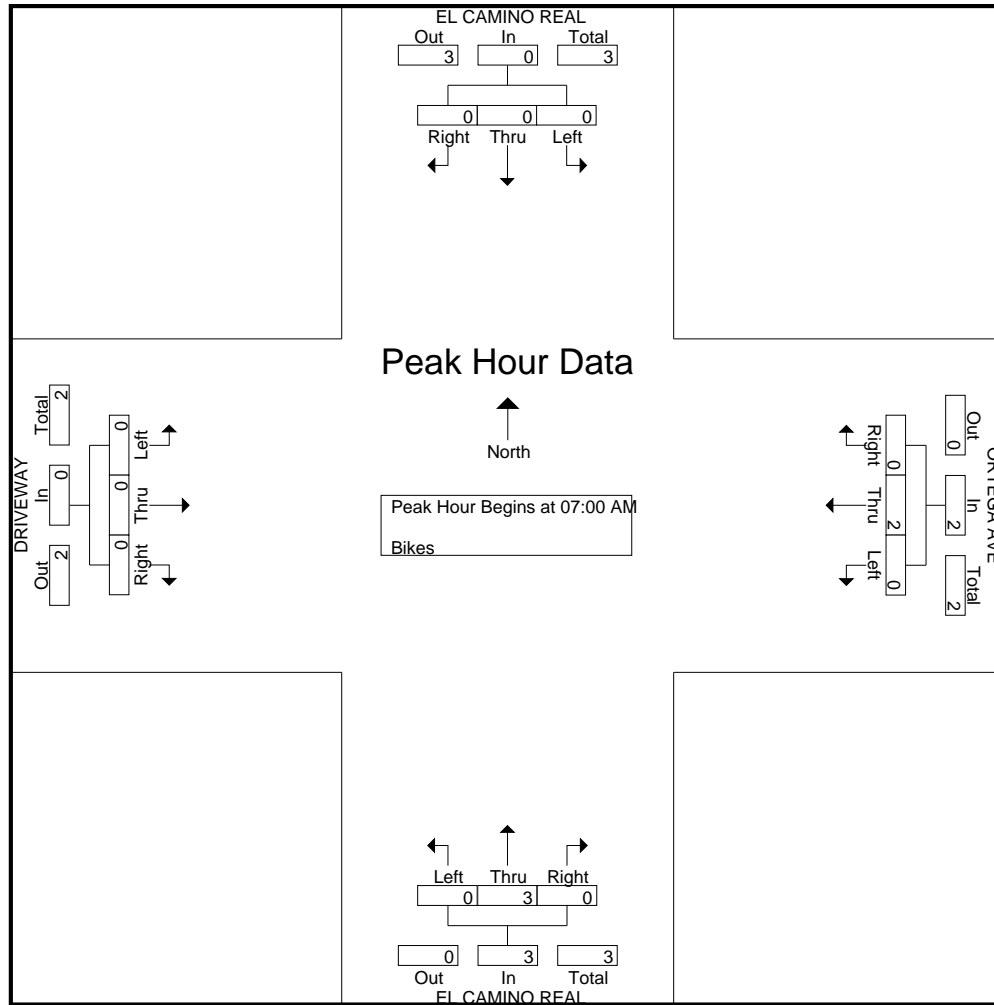 EL CAMINO REAL
Out In Total
3 0 3
0 0 0
Right Thru Left
Peak Hour Data
North
Peak Hour Begins at 07:00 AM
Bikes
DRIVEWAY
Out In Total
2 0 2
0 0 0
Right Thru Left
ORTEGA AVE
Out In Total
0 2 2
0 2 0
Right Thru Left
Left Thru Right
0 3 0
0 3 3
Out In Total
EL CAMINO REAL